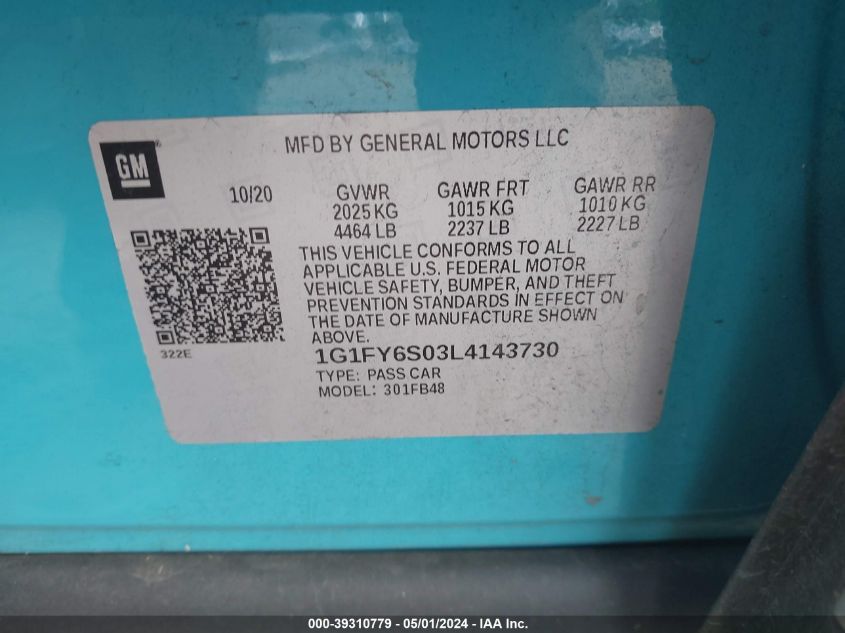 MFD BY GENERAL MOTORS LLC
GM
10/20
GVWR GAWR FRT GAWR RR
2025 KG 1015 KG 1010 KG
4464 LB 2237 LB 2227 LB
THIS VEHICLE CONFORMS TO ALL
APPLICABLE U.S. FEDERAL MOTOR
VEHICLE SAFETY, BUMPER, AND THEFT
PREVENTION STANDARDS IN EFFECT ON
THE DATE OF MANUFACTURE SHOWN
ABOVE.
322E
1G1FY6S03L4143730
TYPE: PASS CAR
MODEL: 301FB48
000-39310779 - 05/01/2024 - IAA Inc.